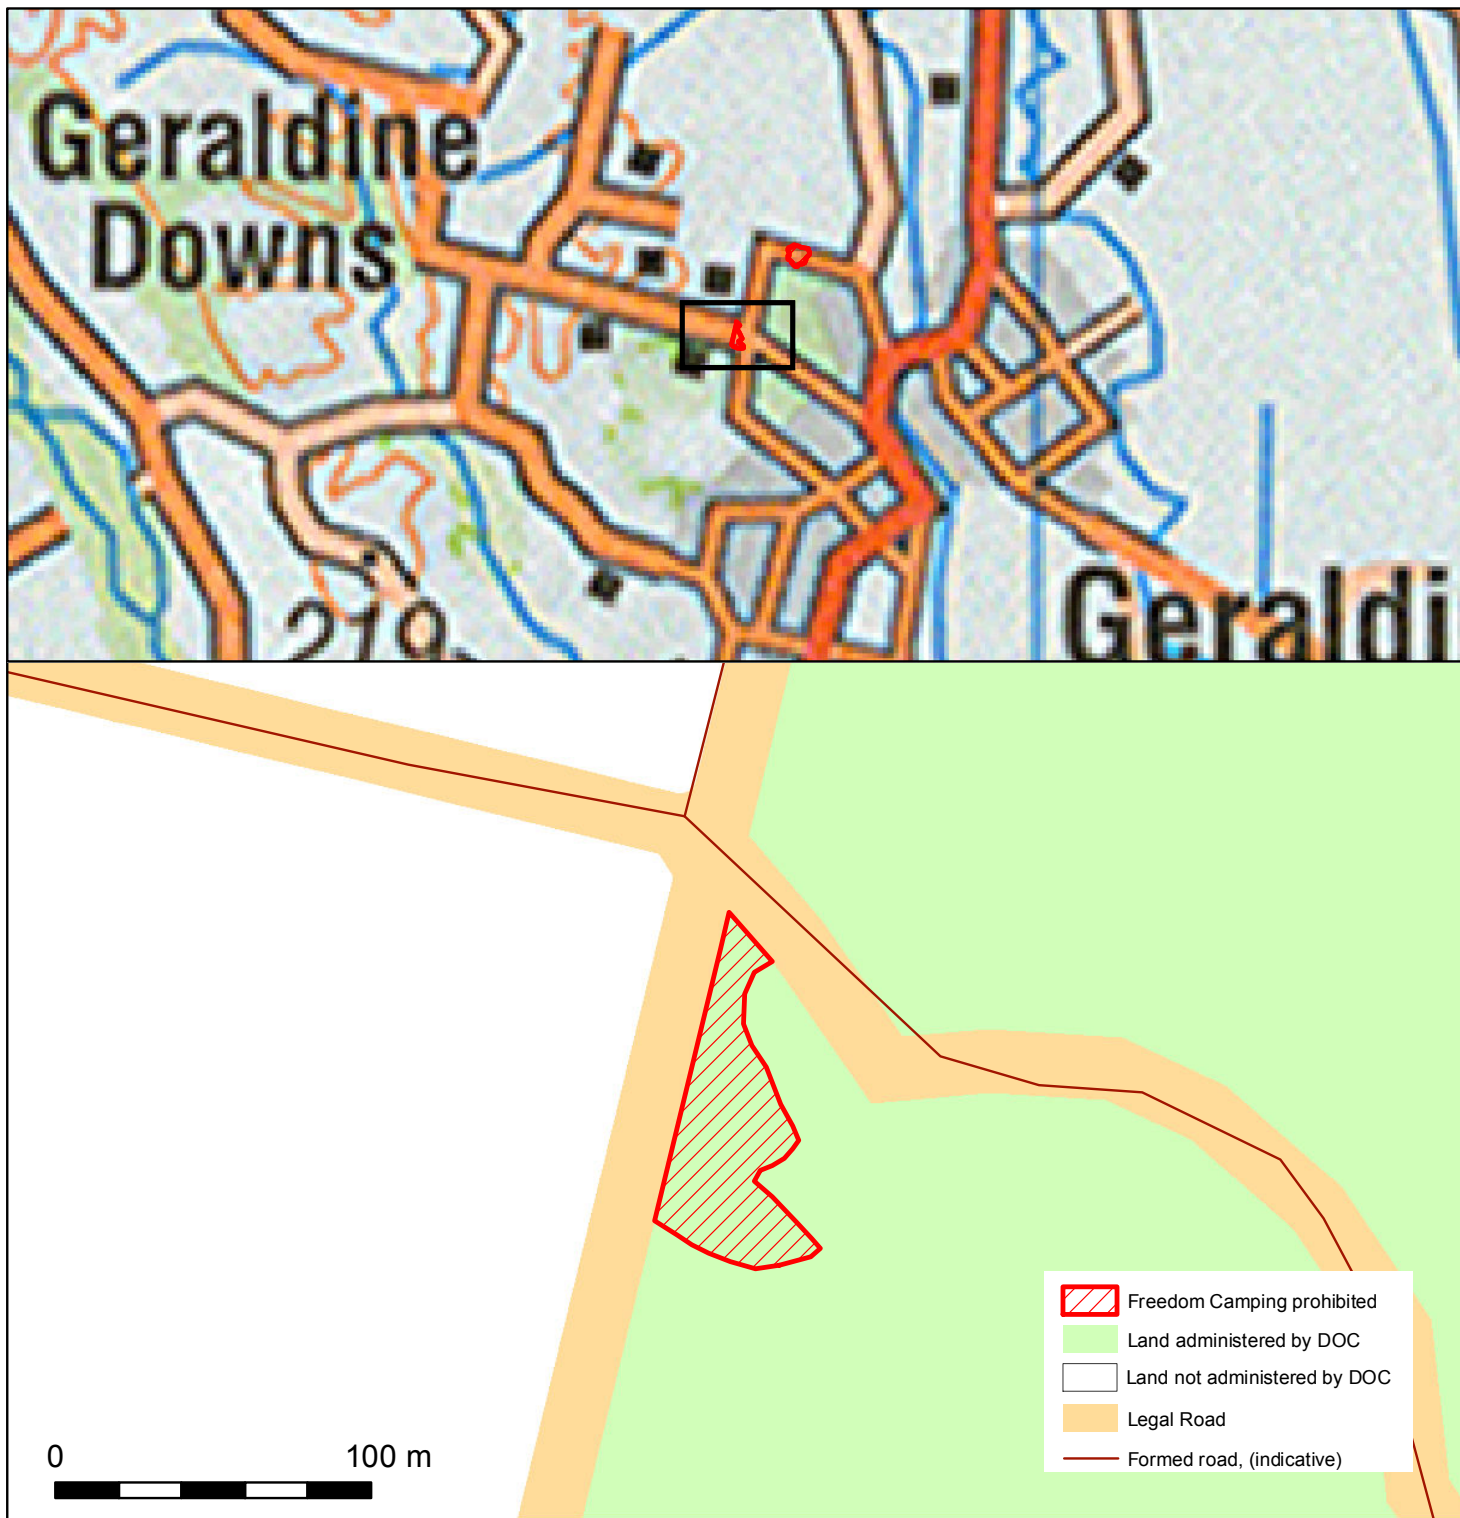 Geraldine
Downs
219
Geraldi
Freedom Camping prohibited
Land administered by DOC
Land not administered by DOC
Legal Road
Formed road, (indicative)
0 100 m